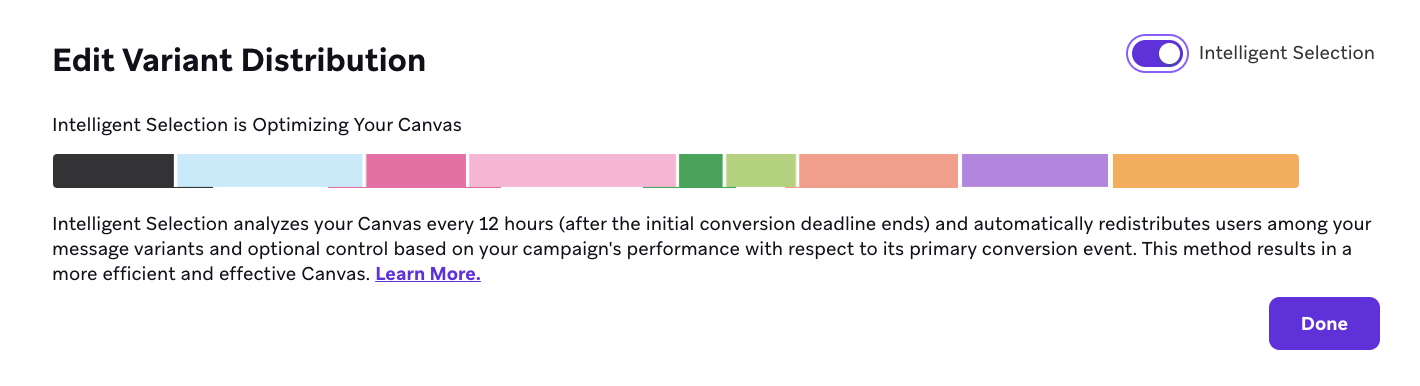 Edit Variant Distribution
Intelligent Selection
Intelligent Selection is Optimizing Your Canvas
Intelligent Selection analyzes your Canvas every 12 hours (after the initial conversion deadline ends) and automatically redistributes users among your
message variants and optional control based on your campaign's performance with respect to its primary conversion event. This method results in a
more efficient and effective Canvas. Learn More.
Done